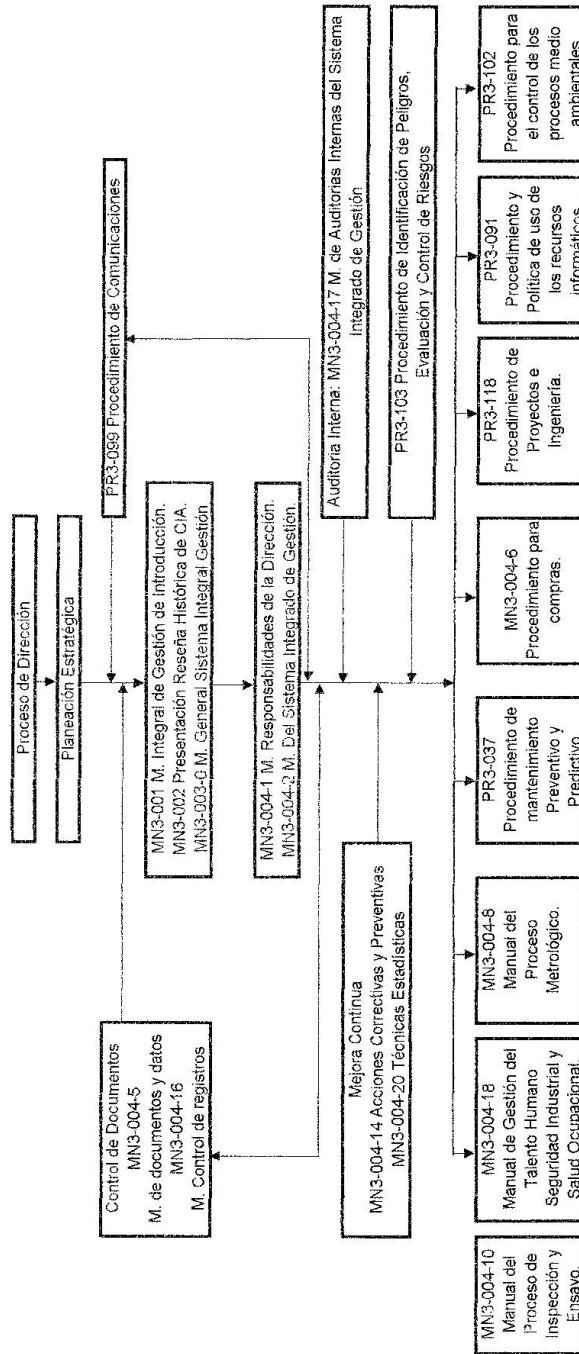 Proceso de Dirección
Planeación Estratégica
PR3-099 Procedimiento de Comunicaciones
Control de Documentos
MN3-004-5
M. de documentos y datos
MN3-004-16
M. Control de registros
MN3-001 M. Integral de Gestión de Introducción.
MN3-002 Presentación Reseña Histórica de CIA.
MN3-003-0 M. General Sistema Integral Gestión
MN3-004-1 M. Responsabilidades de la Dirección.
MN3-004-2 M. Del Sistema Integrado de Gestión.
Auditoria Interna: MN3-004-17 M. de Auditorias Internas del Sistema
Integrado de Gestión
Mejora Continua
MN3-004-14 Acciones Correctivas y Preventivas
MN3-004-20 Técnicas Estadísticas
PR3-103 Procedimiento de Identificación de Peligros,
Evaluación y Control de Riesgos
MN3-004-10
Manual del
Proceso de
Inspección y
Ensayo.
MN3-004-18
Manual de Gestión del
Talento Humano
Seguridad Industrial y
Salud Ocupacional.
MN3-004-8
Manual del
Proceso
Metrológico.
PR3-037
Procedimiento de
mantenimiento
Preventivo y
Predictivo
MN3-004-6
Procedimiento para
compras.
PR3-118
Procedimiento de
Proyectos e
Ingeniería.
PR3-091
Procedimiento y
Política de uso de
los recursos
informáticos
PR3-102
Procedimiento para
el control de los
procesos medio
ambientales